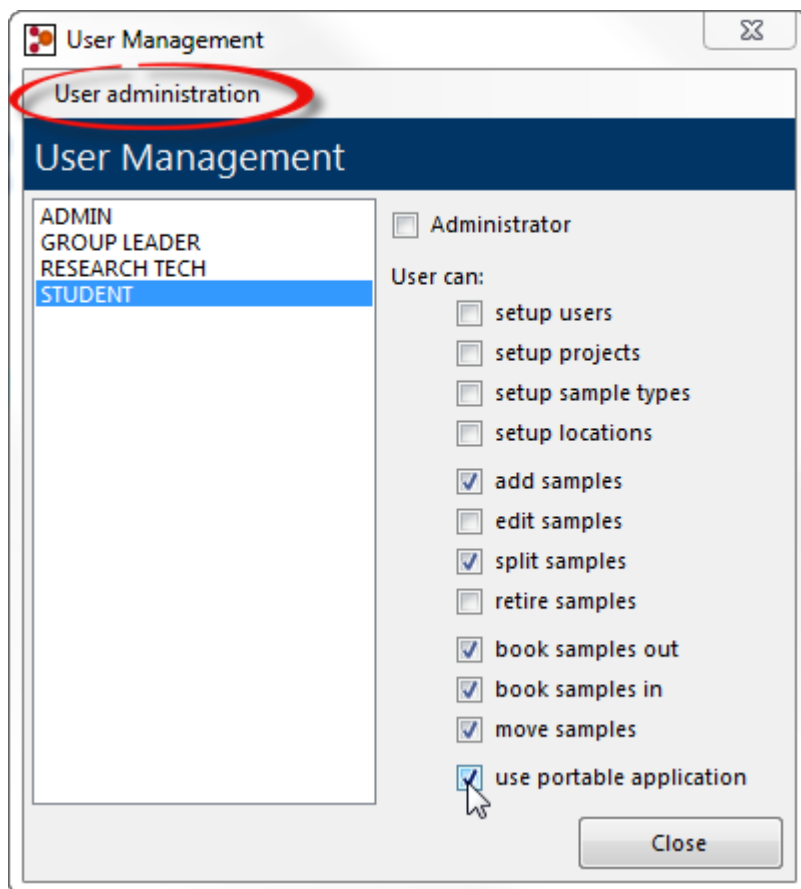 User Management
User administration
User Management
ADMIN
GROUP LEADER
RESEARCH TECH
STUDENT
Administrator
User can:
setup users
setup projects
setup sample types
setup locations
add samples
edit samples
split samples
retire samples
book samples out
book samples in
move samples
use portable application
Close